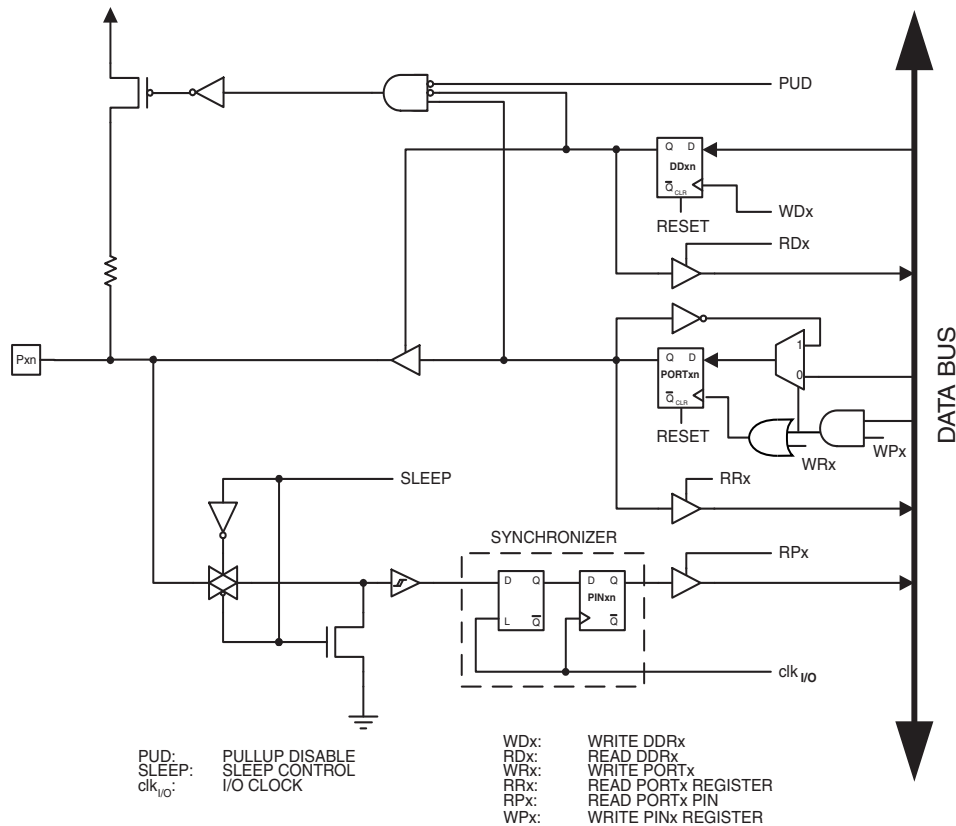 PUD
Q D
DDxn
Q
CLR
WDx
RESET
RDx
Pxn
1
Q D
PORTxn
0
Q
CLR
RESET
WRx
WPx
DATA BUS
SLEEP
RRx
SYNCHRONIZER
RPx
D Q
D Q
PINxn
L Q
Q
clk I/O
PUD: PULLUP DISABLE
SLEEP: SLEEP CONTROL
clkI/O: I/O CLOCK
WDx: WRITE DDRx
RDx: READ DDRx
WRx: WRITE PORTx
RRx: READ PORTx REGISTER
RPx: READ PORTx PIN
WPx: WRITE PINx REGISTER